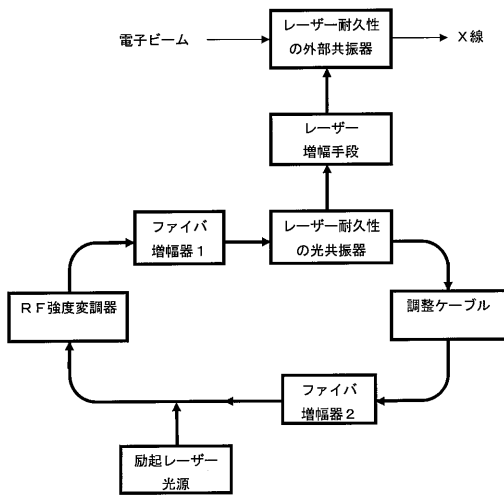 電子ビーム
レーザー耐久性
の外部共振器
X線
レーザー
増幅手段
ファイバ
増幅器1
レーザー耐久性
の光共振器
RF強度変調器
調整ケーブル
ファイバ
増幅器2
励起レーザー
光源